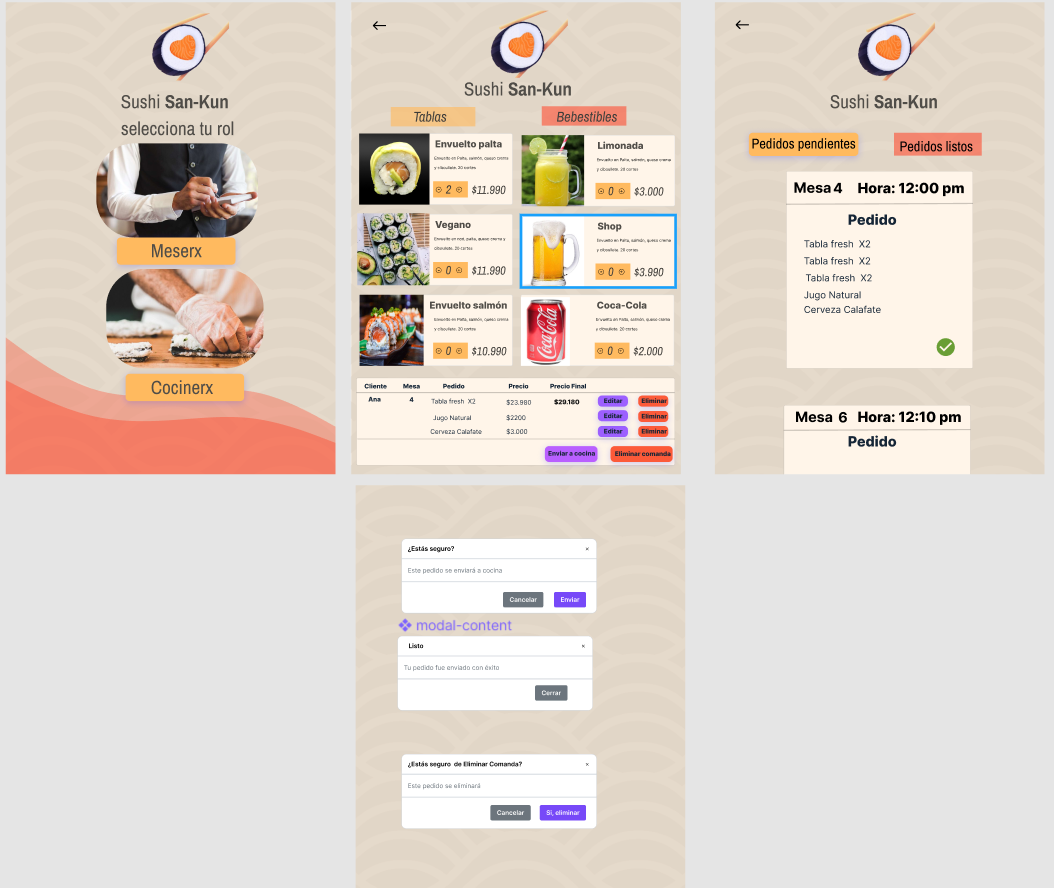 Sushi San-Kun
selecciona tu rol
Meserx
Cocinerx
Sushi San-Kun
Tablas
Bebestibles
Envuelto palta
Envuelto en Palta, salmón, queso crema
y ciboulete. 20 cortes
2
$11.990
Limonada
Envuelto en Palta, salmón, queso crema
y ciboulete. 20 cortes
0
$3.000
Vegano
Envuelto en nori, palta, queso crema y
ciboulete. 20 cortes
0
$11.990
Shop
Envuelto en Palta, salmón, queso crema
y ciboulete. 20 cortes
0
$3.990
Envuelto salmón
Envuelto en Palta, salmón, queso crema
y ciboulete. 20 cortes
0
$10.990
Coca-Cola
Coca-Cola
Envuelto en Palta, salmón, queso crema
y ciboulete. 20 cortes
0
$2.000
Cliente Mesa Pedido Precio Precio Final
Ana 4 Tabla fresh X2 $23.980 $29.180 Editar Eliminar
Jugo Natural $2200 Editar Eliminar
Cerveza Calafate $3.000 Editar Eliminar
Enviar a cocina Eliminar comanda
Sushi San-Kun
Pedidos pendientes
Pedidos listos
Mesa 4 Hora: 12:00 pm
Pedido
Tabla fresh X2
Tabla fresh X2
Tabla fresh X2
Jugo Natural
Cerveza Calafate
Mesa 6 Hora: 12:10 pm
Pedido
¿Estás seguro? ×
Este pedido se enviará a cocina
Cancelar Enviar
modal-content
Listo ×
Tu pedido fue enviado con éxito
Cerrar
¿Estás seguro de Eliminar Comanda? ×
Este pedido se eliminará
Cancelar Sí, eliminar